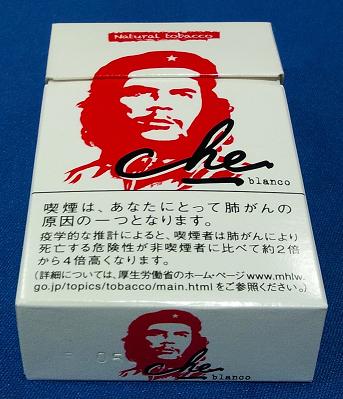 Natural tobacco
che
blanco
喫煙は、あなたにとって肺がんの
原因の一つとなります。
疫学的な推計によると、喫煙者は肺がんにより
死亡する危険性が非喫煙者に比べて約2倍
から4倍高くなります。
(詳細については、厚生労働省のホーム・ページwww.mhlw.
go.jp/topics/tobacco/main.htmlをご参照ください。)
che
blanco